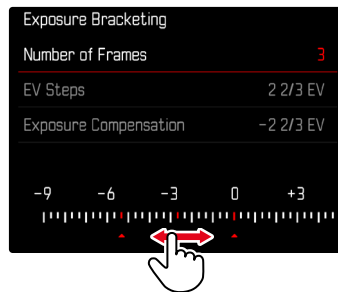 Exposure Bracketing
Number of Frames 3
EV Steps 2 2/3 EV
Exposure Compensation -2 2/3 EV
-9 -6 -3 0 +3